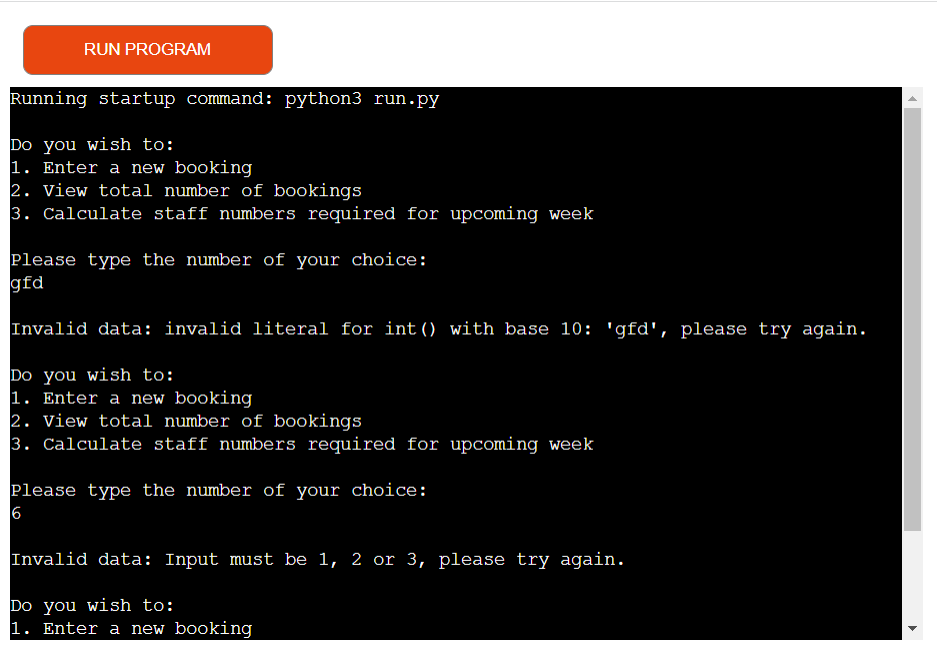 RUN PROGRAM
Running startup command: python3 run.py
Do you wish to:
1. Enter a new booking
2. View total number of bookings
3. Calculate staff numbers required for upcoming week
Please type the number of your choice:
gfd
Invalid data: invalid literal for int() with base 10: 'gfd', please try again.
Do you wish to:
1. Enter a new booking
2. View total number of bookings
3. Calculate staff numbers required for upcoming week
Please type the number of your choice:
6
Invalid data: Input must be 1, 2 or 3, please try again.
Do you wish to:
1. Enter a new booking